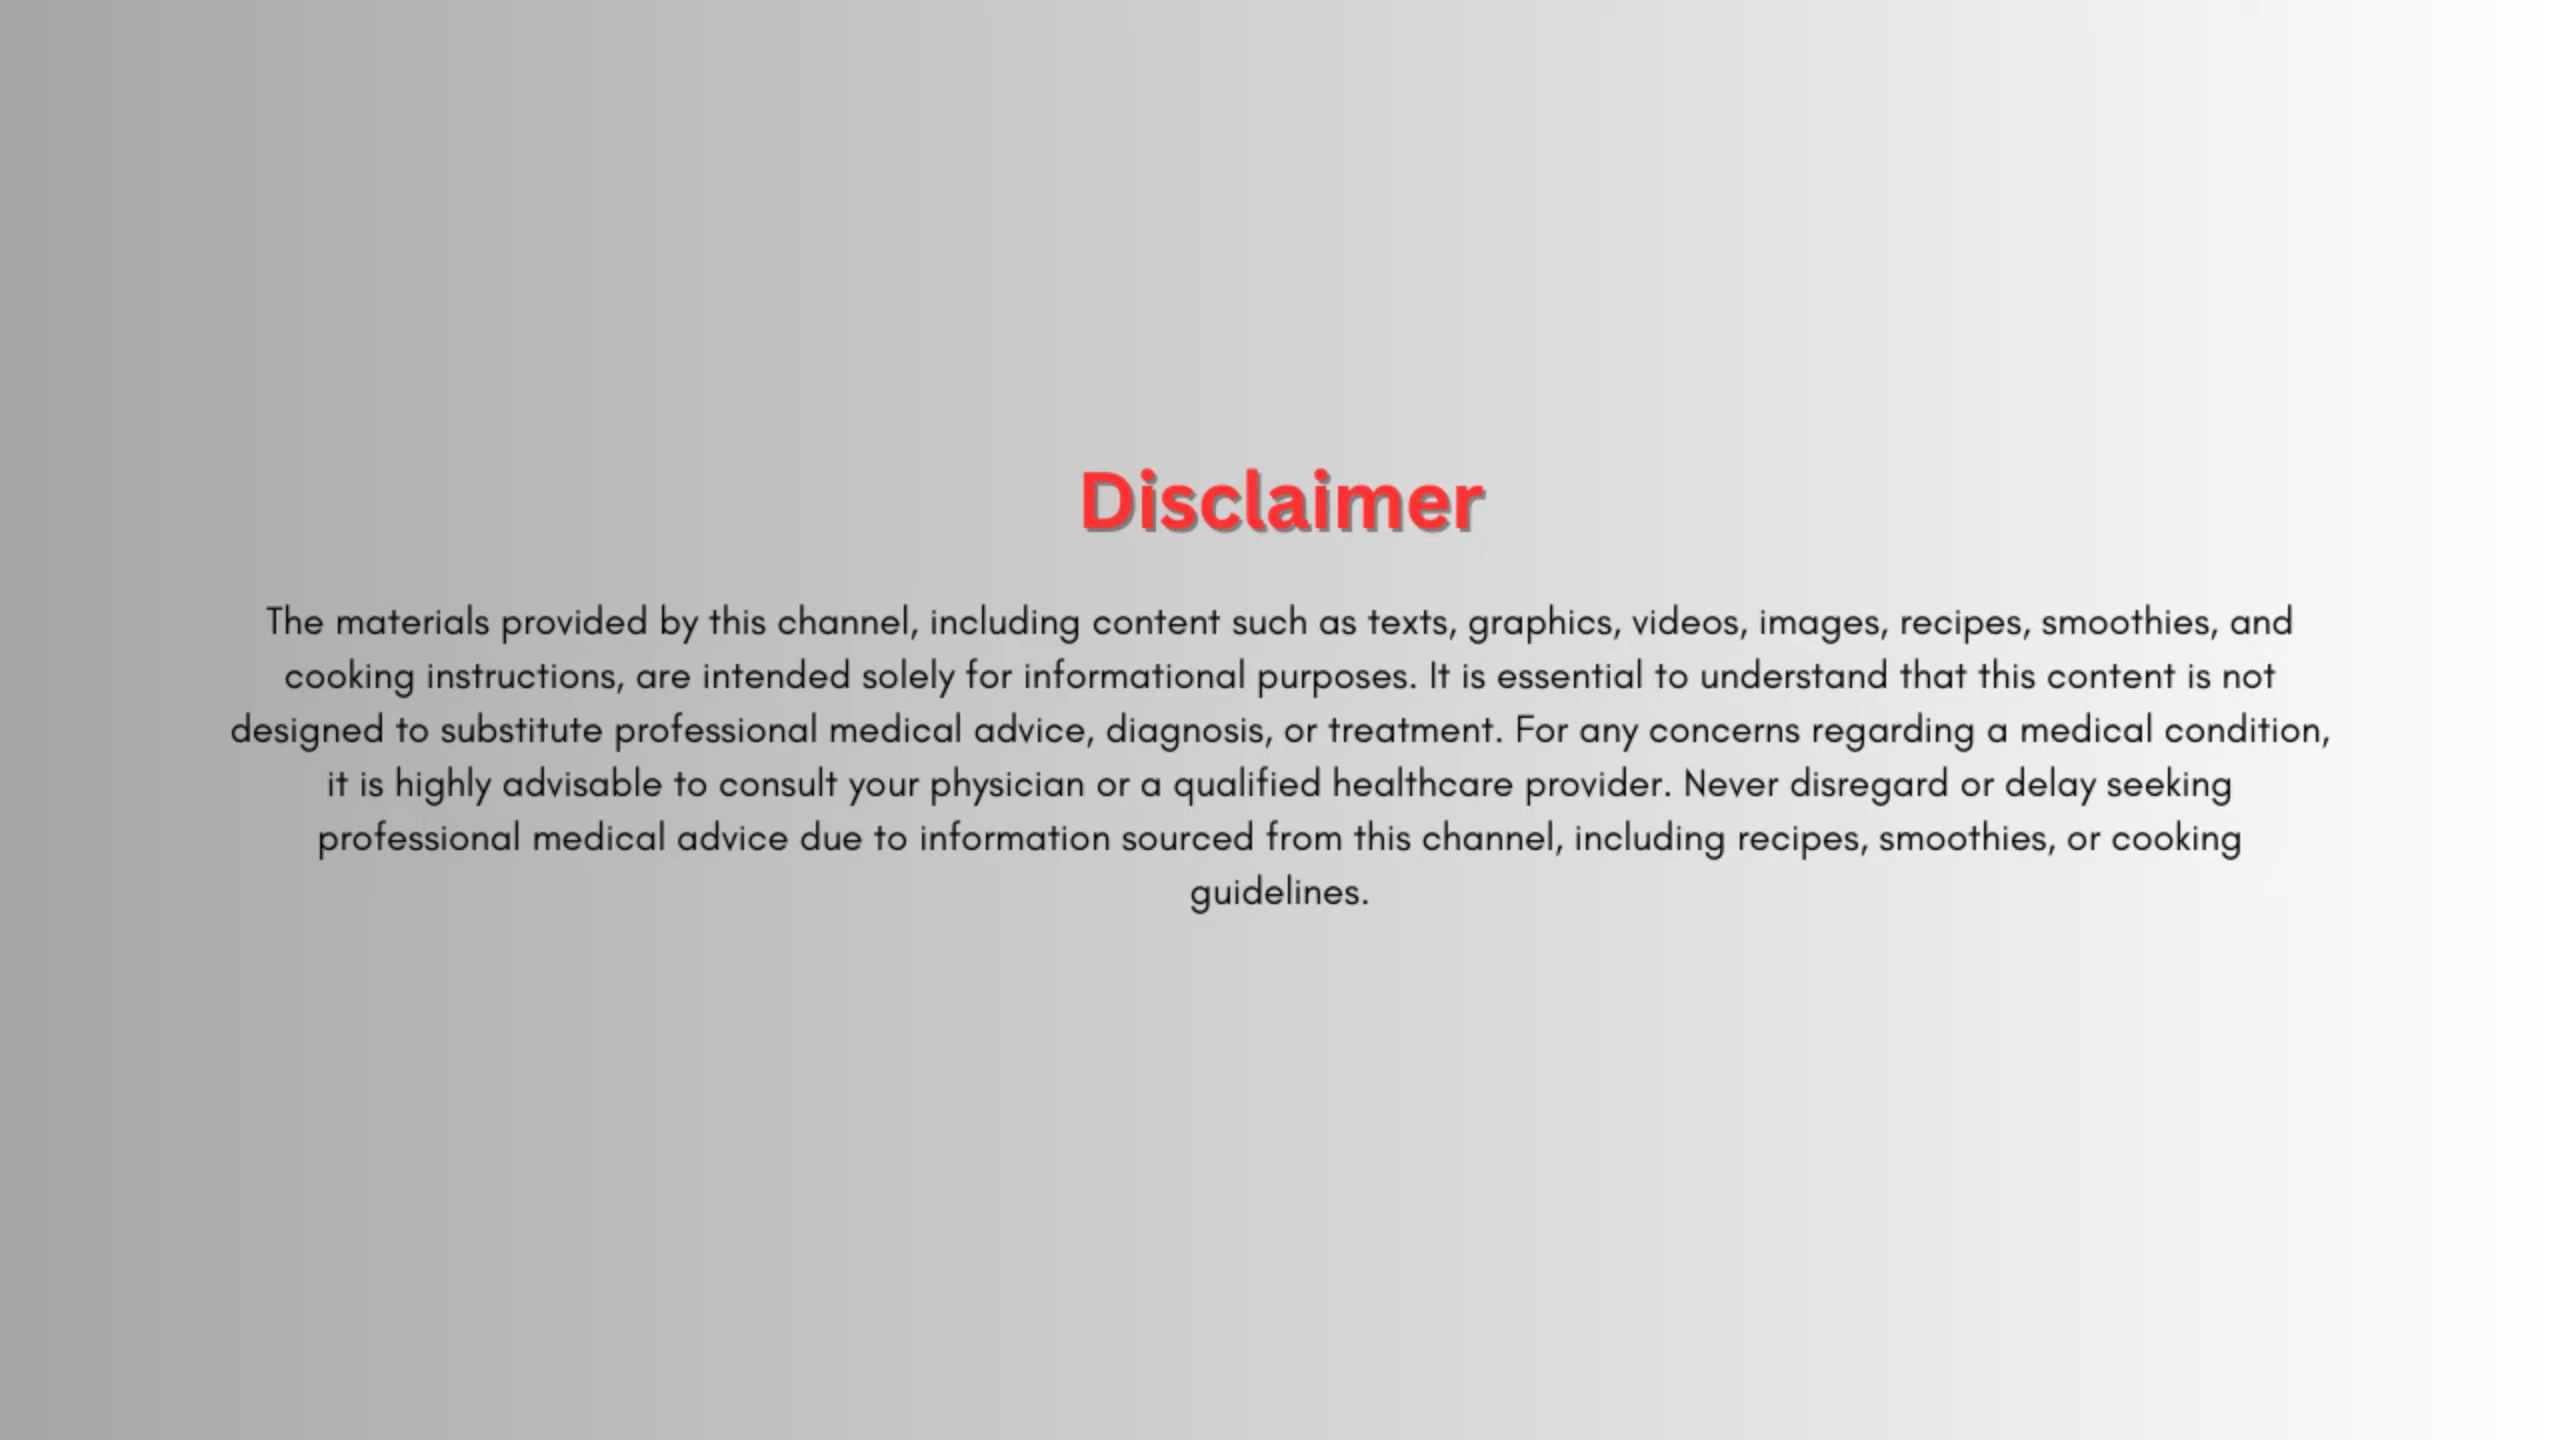 Disclaimer
The materials provided by this channel, including content such as texts, graphics, videos, images, recipes, smoothies, and
cooking instructions, are intended solely for informational purposes. It is essential to understand that this content is not
designed to substitute professional medical advice, diagnosis, or treatment. For any concerns regarding a medical condition,
it is highly advisable to consult your physician or a qualified healthcare provider. Never disregard or delay seeking
professional medical advice due to information sourced from this channel, including recipes, smoothies, or cooking
guidelines.